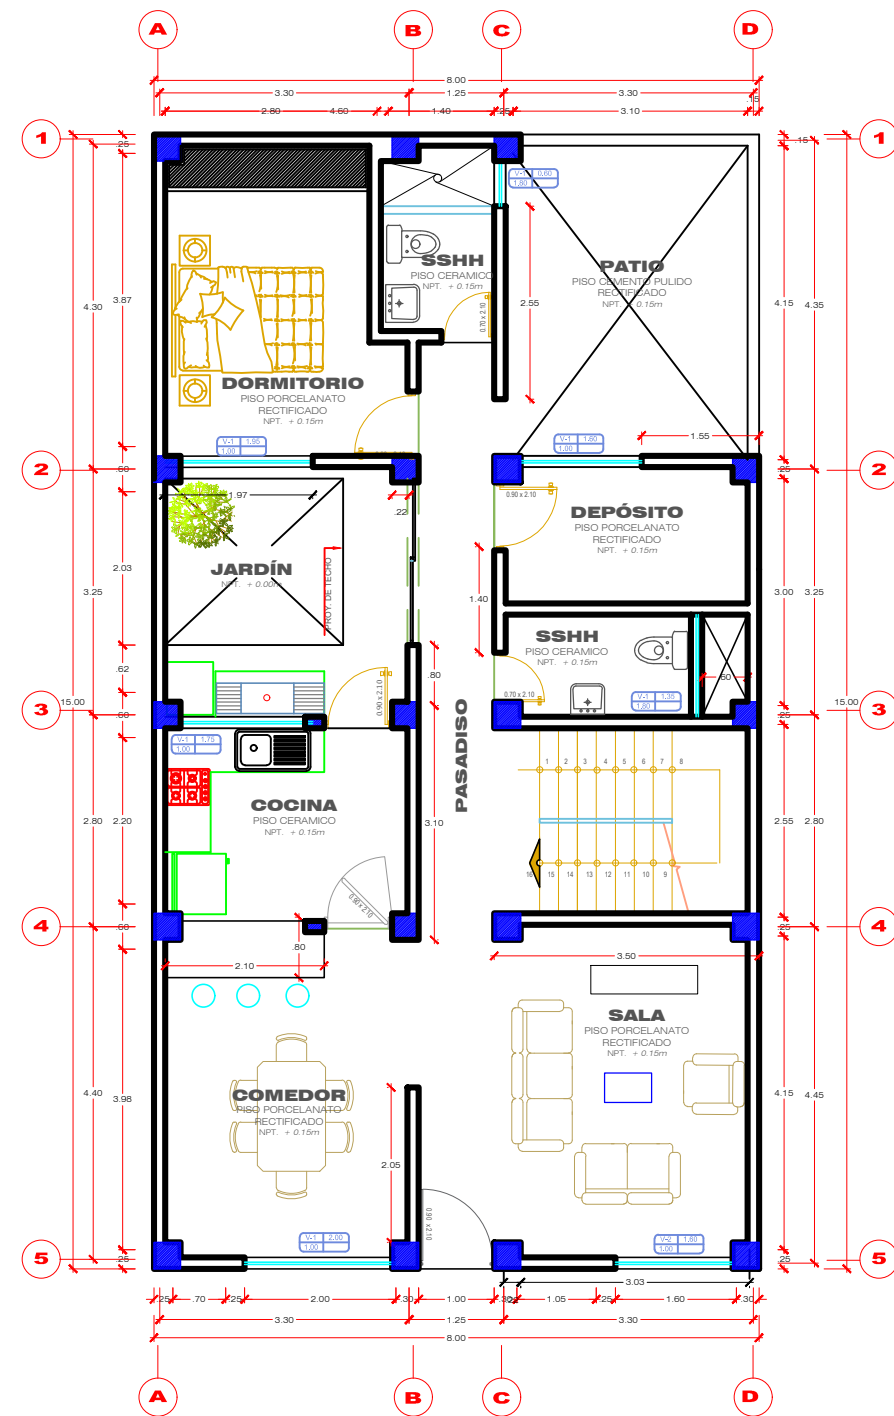 A B C D
8.00
3.30 1.25 3.30
.15
2.80 4.60 1.40 .25 3.10
1 1
.25 .15
V-1 0.60
1.80
SSHH
PISO CERAMICO
NPT. + 0.15m
PATIO
PISO CEMENTO PULIDO
RECTIFICADO
NPT. + 0.15m
3.87
4.30
2.55
4.15
4.35
0.70 x 2.10
DORMITORIO
PISO PORCELANATO
RECTIFICADO
NPT. + 0.15m
V-1 1.95
1.00
V-1 1.60
1.00
1.55
2 2
.60 .25
1.97
.22
0.90 x 2.10
DEPÓSITO
PISO PORCELANATO
RECTIFICADO
NPT. + 0.15m
JARDÍN
NPT. + 0.00m
PROY. DE TECHO
2.03
3.25
1.40
3.00
3.25
SSHH
PISO CERAMICO
NPT. + 0.15m
.62
.80
.60
0.70 x 2.10
V-1 1.35
1.80
0.90 x 2.10
15.00 15.00
3 3
.60 .25
V-1 1.75
1.00
PASADISO
1 2 3 4 5 6 7 8
COCINA
PISO CERAMICO
NPT. + 0.15m
2.80
2.20
3.10
2.55
2.80
16 15 14 13 12 11 10 9
0.90 x 2.10
4 4
.60 .25
.80
2.10
3.50
SALA
PISO PORCELANATO
RECTIFICADO
NPT. + 0.15m
COMEDOR
PISO PORCELANATO
RECTIFICADO
NPT. + 0.15m
4.40
3.98
4.15
4.45
2.05
0.90 x 2.10
V-1 2.00
1.00
V-2 1.60
1.00
5 5
.25 .25
3.03
.25 .70 .25 2.00 .30 1.00 .30 1.05 .25 1.60 .30
3.30 1.25 3.30
8.00
A B C D